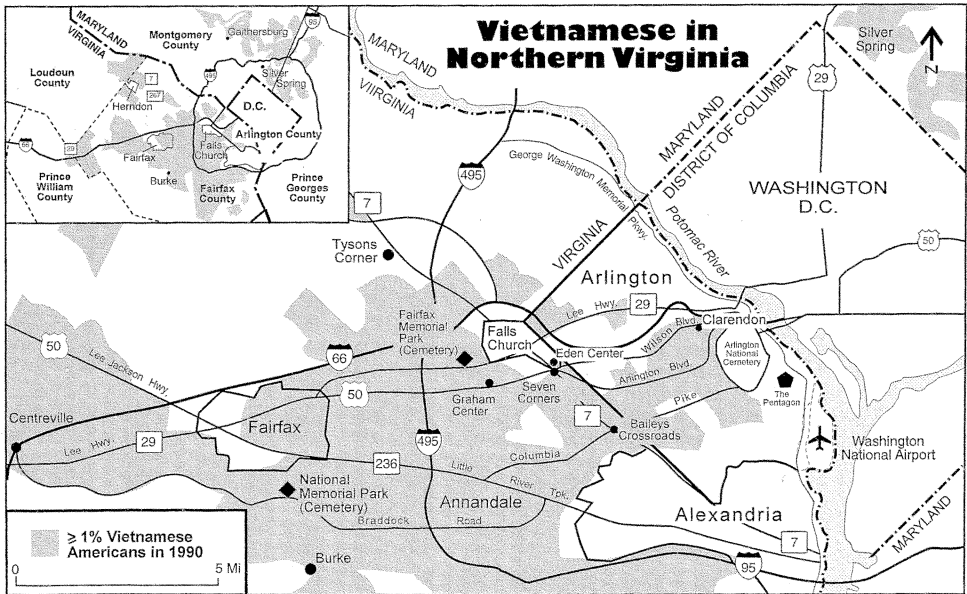 Vietnamese in
Northern Virginia
MARYLAND
VIRGINIA
Montgomery
County
Gaithersburg
95
Loudoun
County
7
267
Herndon
495
Silver
Spring
D.C.
Arlington County
66
29
Fairfax
Falls
Church
Burke
Prince
William
County
Fairfax
County
Prince
Georges
County
MARYLAND
VIIRGINIA
495
George Washington Memorial Pkwy.
MARYLAND
DISTRICT OF COLUMBIA
Silver
Spring
N
29
WASHINGTON
D.C.
50
Potomac River
VIRGINIA
7
Tysons
Corner
Arlington
Lee Hwy.
29
Clarendon
Wilson Blvd.
Fairfax
Memorial
Park
(Cemetery)
Falls
Church
Eden Center
Arlington
National
Cemetery
50
Lee Jackson Hwy.
66
50
Graham
Center
Seven
Corners
Arlington Blvd.
Pike
The
Pentagon
Centreville
Lee Hwy.
29
Fairfax
495
7
Baileys
Crossroads
Washington
National Airport
236
Little
River Tpk.
Columbia
National
Memorial Park
(Cemetery)
Annandale
Braddock Road
Alexandria
MARYLAND
7
95
Burke
≥ 1% Vietnamese
Americans in 1990
0
5 Mi